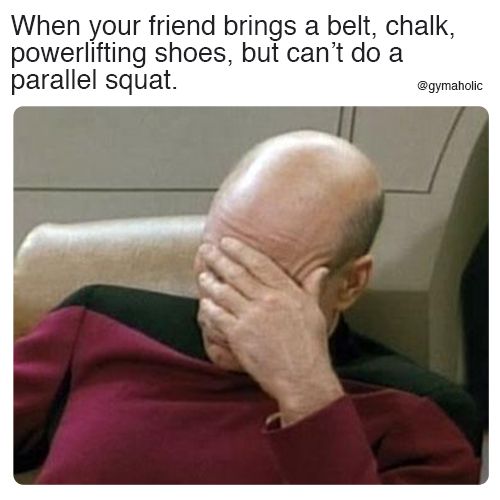 When your friend brings a belt, chalk,
powerlifting shoes, but can’t do a
parallel squat.
@gymaholic